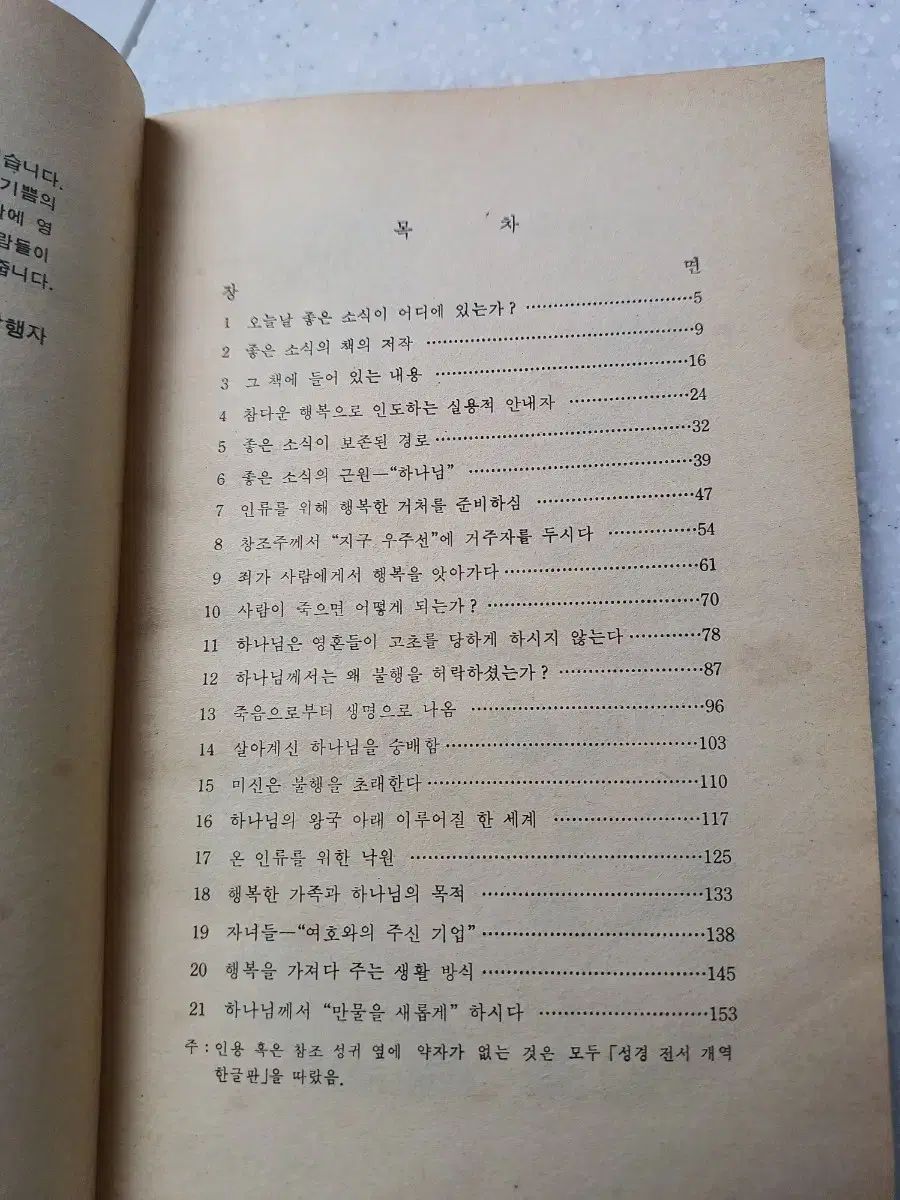 습니다.
기쁨의
에 영
람들이
줍니다.
행자
목 차
장 면
1 오늘날 좋은 소식이 어디에 있는가? ……………………………5
2 좋은 소식의 책의 저작 ……………………………9
3 그 책에 들어 있는 내용 ……………………………16
4 참다운 행복으로 인도하는 실용적 안내자 ……………………24
5 좋은 소식이 보존된 경로……………………………32
6 좋은 소식의 근원—“하나님” ……………………………39
7 인류를 위해 행복한 거처를 준비하심 ……………………47
8 창조주께서 “지구 우주선”에 거주자를 두시다 ……………54
9 죄가 사람에게서 행복을 앗아가다……………………………61
10 사람이 죽으면 어떻게 되는가? ……………………………70
11 하나님은 영혼들이 고초를 당하게 하시지 않는다…………78
12 하나님께서는 왜 불행을 허락하셨는가? ……………………87
13 죽음으로부터 생명으로 나옴 ……………………………96
14 살아계신 하나님을 숭배함……………………………103
15 미신은 불행을 초래한다……………………………110
16 하나님의 왕국 아래 이루어질 한 세계 ……………………117
17 온 인류를 위한 낙원 ……………………………125
18 행복한 가족과 하나님의 목적 ……………………………133
19 자녀들—“여호와의 주신 기업”……………………………138
20 행복을 가져다 주는 생활 방식……………………………145
21 하나님께서 “만물을 새롭게” 하시다 ……………………153
주: 인용 혹은 참조 성귀 옆에 약자가 없는 것은 모두 「성경 전서 개역
한글판」을 따랐음.